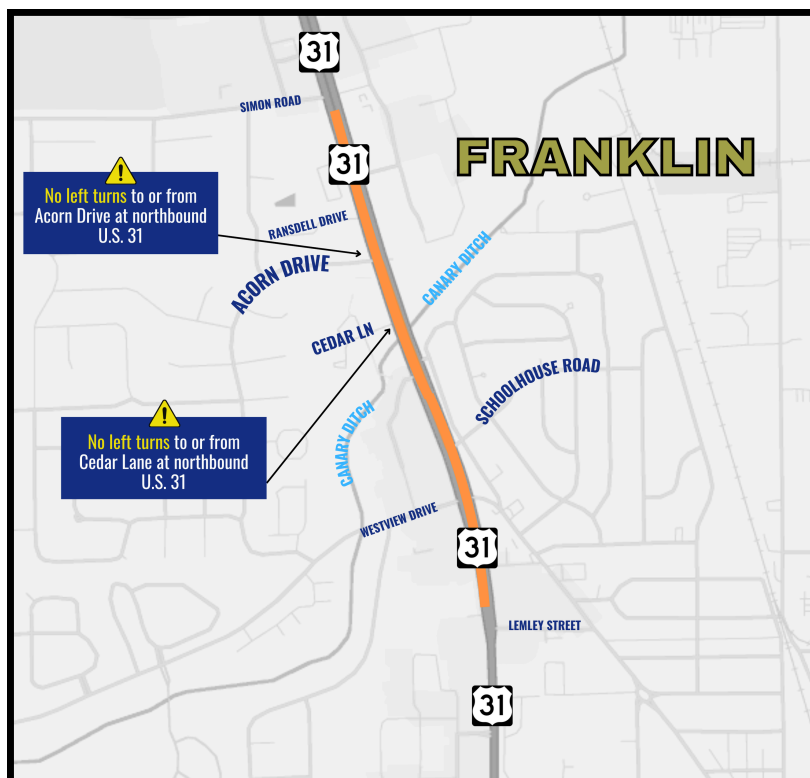 31
SIMON ROAD
31
FRANKLIN
No left turns to or from
Acorn Drive at northbound
U.S. 31
RANSDELL DRIVE
ACORN DRIVE
CANARY DITCH
CEDAR LN
SCHOOLHOUSE ROAD
CANARY DITCH
No left turns to or from
Cedar Lane at northbound
U.S. 31
WESTVIEW DRIVE
31
LEMLEY STREET
31